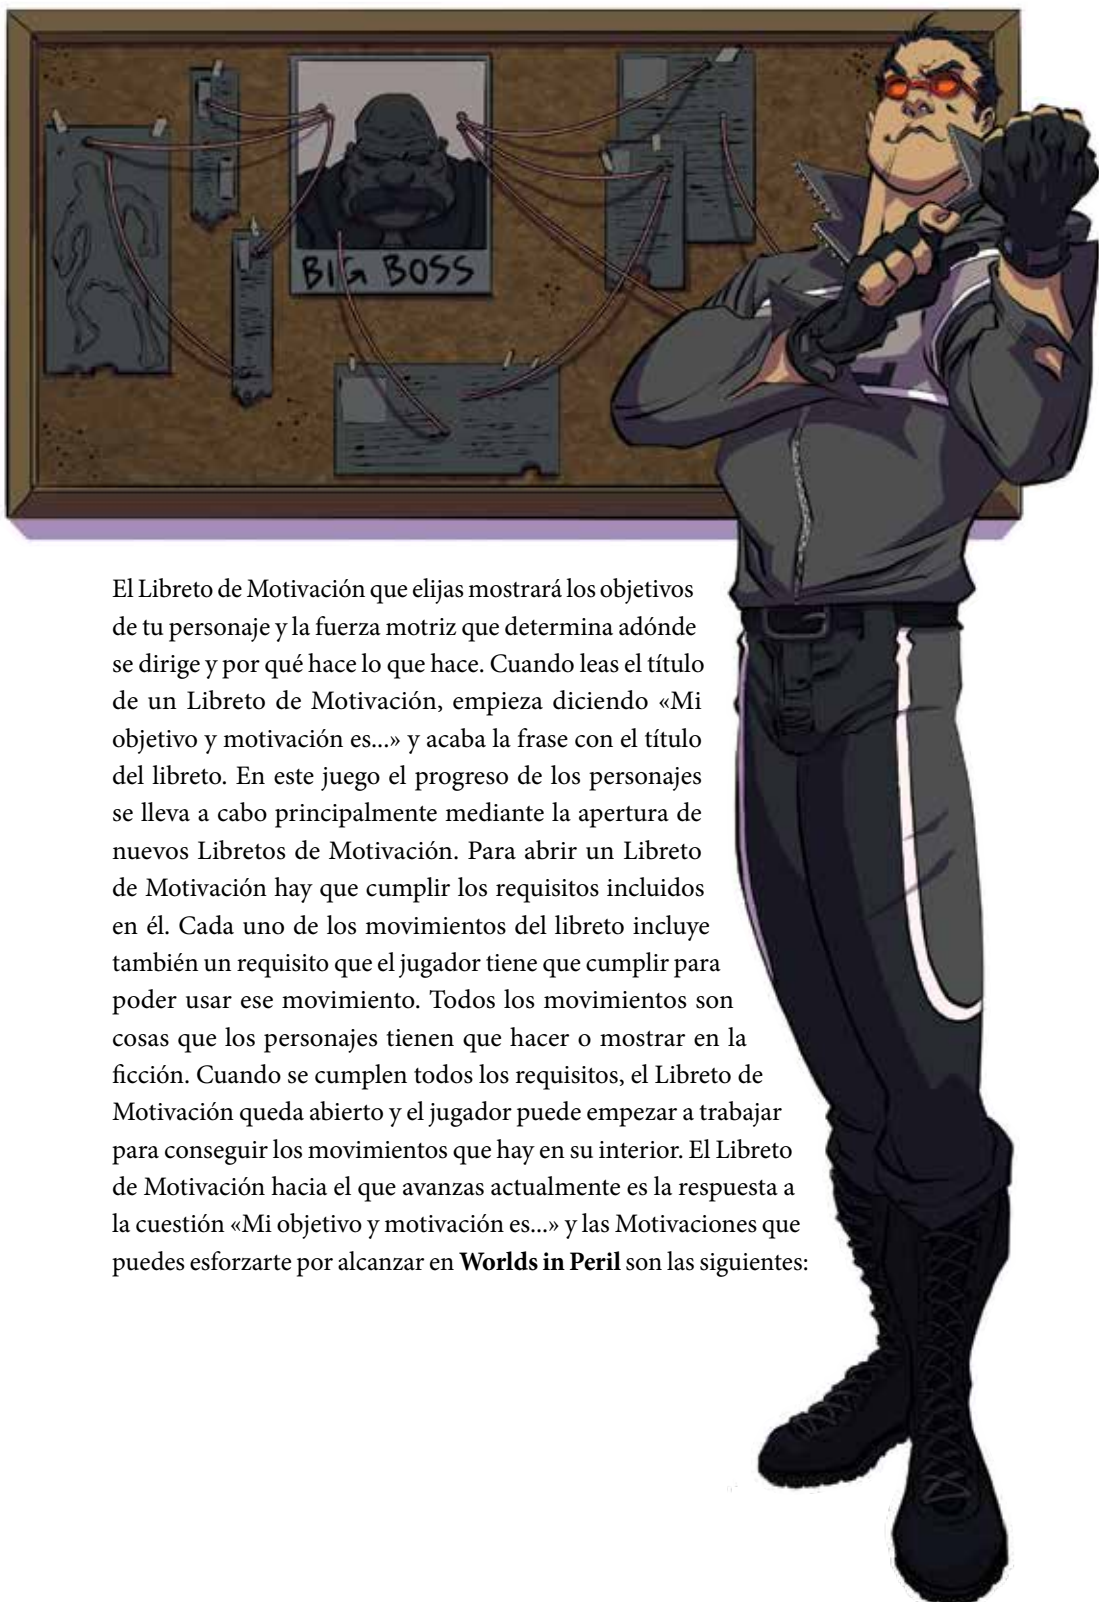 BIG BOSS
El Libreto de Motivación que elijas mostrará los objetivos
de tu personaje y la fuerza motriz que determina adónde
se dirige y por qué hace lo que hace. Cuando leas el título
de un Libreto de Motivación, empieza diciendo «Mi
objetivo y motivación es...» y acaba la frase con el título
del libreto. En este juego el progreso de los personajes
se lleva a cabo principalmente mediante la apertura de
nuevos Libretos de Motivación. Para abrir un Libreto
de Motivación hay que cumplir los requisitos incluidos
en él. Cada uno de los movimientos del libreto incluye
también un requisito que el jugador tiene que cumplir para
poder usar ese movimiento. Todos los movimientos son
cosas que los personajes tienen que hacer o mostrar en la
ficción. Cuando se cumplen todos los requisitos, el Libreto de
Motivación queda abierto y el jugador puede empezar a trabajar
para conseguir los movimientos que hay en su interior. El Libreto
de Motivación hacia el que avanzas actualmente es la respuesta a
la cuestión «Mi objetivo y motivación es...» y las Motivaciones que
puedes esforzarte por alcanzar en Worlds in Peril son las siguientes: